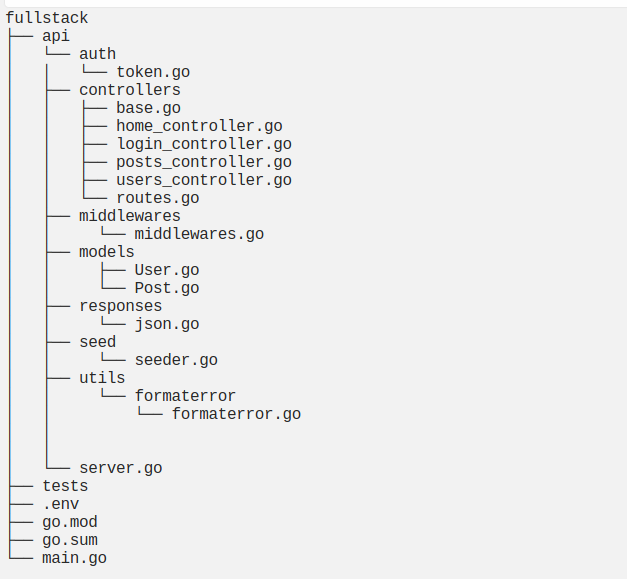 fullstack
├── api
│   └── auth
│   │   └── token.go
│   ├── controllers
│   │   ├── base.go
│   │   ├── home_controller.go
│   │   ├── login_controller.go
│   │   ├── posts_controller.go
│   │   ├── users_controller.go
│   │   └── routes.go
│   ├── middlewares
│   │     └── middlewares.go
│   ├── models
│   │     ├── User.go
│   │     └── Post.go
│   ├── responses
│   │     └── json.go
│   ├── seed
│   │     └── seeder.go
│   ├── utils
│   │     └── formaterror
│   │         └── formaterror.go
│   │
│   │
│   └── server.go
├── tests
├── .env
├── go.mod
├── go.sum
└── main.go